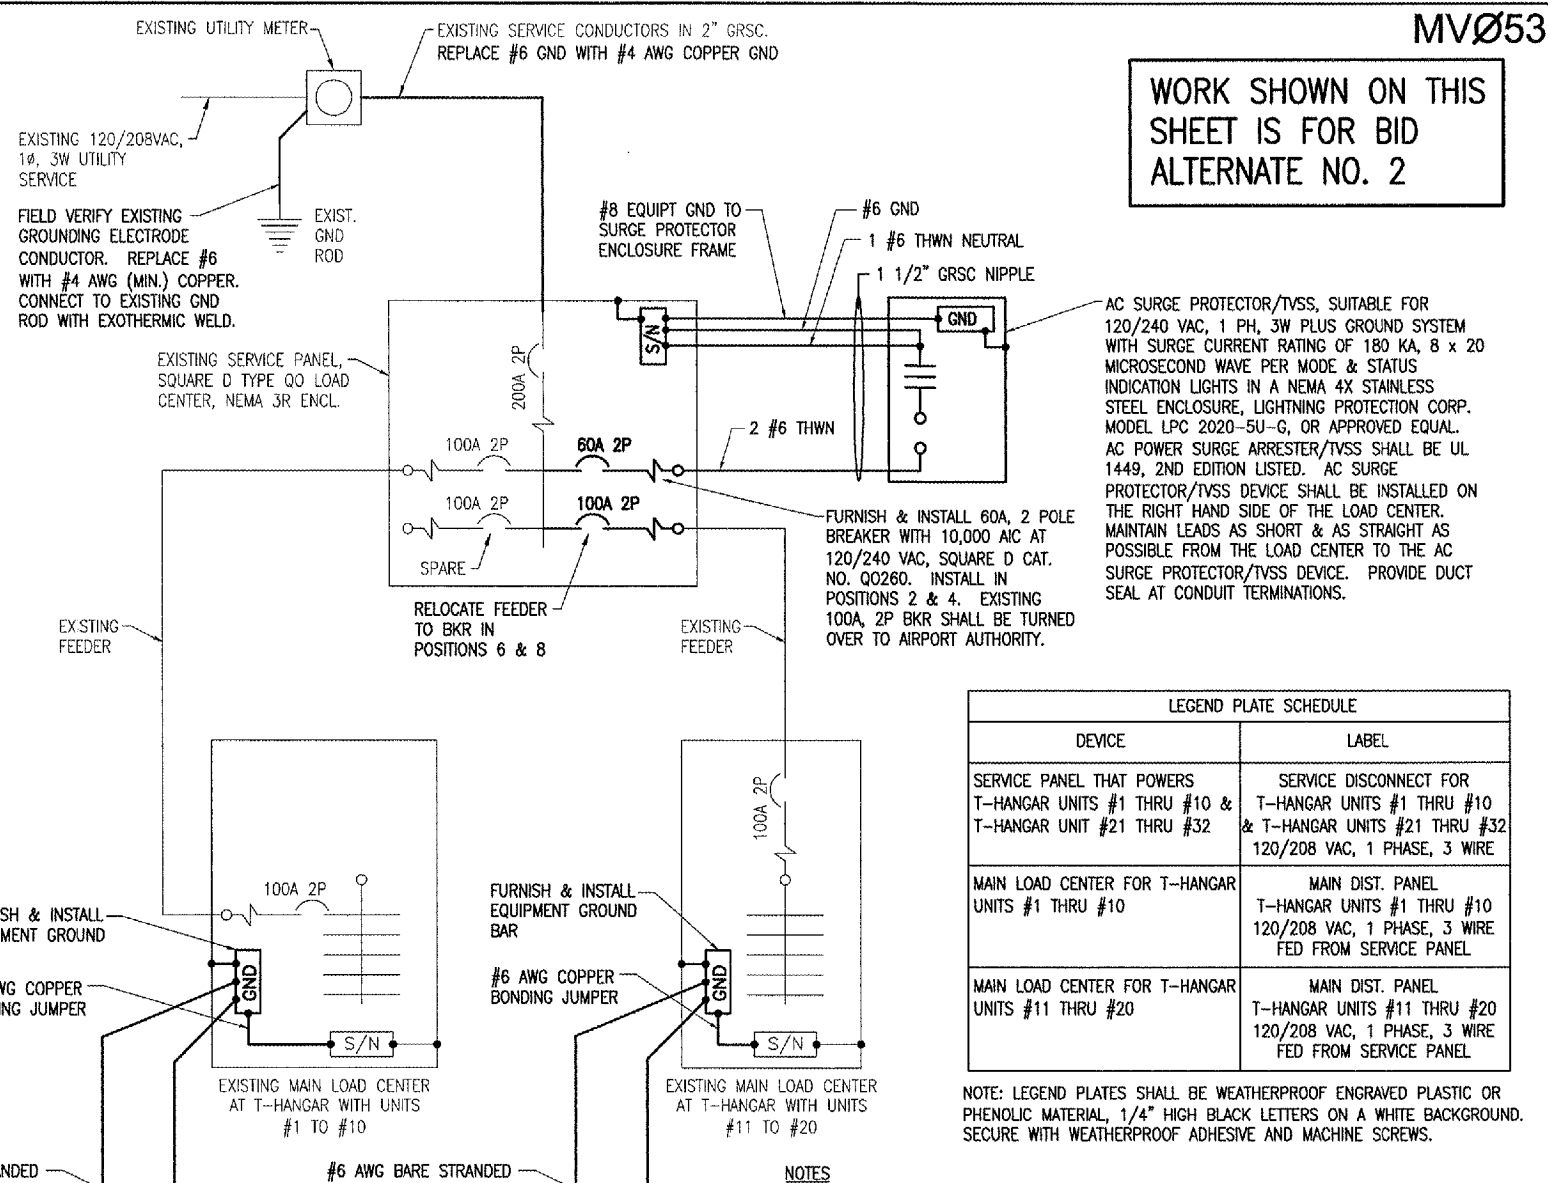 MVØ53
WORK SHOWN ON THIS
SHEET IS FOR BID
ALTERNATE NO. 2
EXISTING UTILITY METER
EXISTING SERVICE CONDUCTORS IN 2" GRSC.
REPLACE #6 GND WITH #4 AWG COPPER GND
EXISTING 120/208VAC,
1Ø, 3W UTILITY
SERVICE
FIELD VERIFY EXISTING
GROUNDING ELECTRODE
CONDUCTOR. REPLACE #6
WITH #4 AWG (MIN.) COPPER.
CONNECT TO EXISTING GND
ROD WITH EXOTHERMIC WELD.
EXIST.
GND
ROD
#8 EQUIPT GND TO
SURGE PROTECTOR
ENCLOSURE FRAME
#6 GND
1 #6 THWN NEUTRAL
1 1/2" GRSC NIPPLE
EXISTING SERVICE PANEL,
SQUARE D TYPE QO LOAD
CENTER, NEMA 3R ENCL.
200A 2P
S/N
GND
AC SURGE PROTECTOR/TVSS, SUITABLE FOR
120/240 VAC, 1 PH, 3W PLUS GROUND SYSTEM
WITH SURGE CURRENT RATING OF 180 KA, 8 x 20
MICROSECOND WAVE PER MODE & STATUS
INDICATION LIGHTS IN A NEMA 4X STAINLESS
STEEL ENCLOSURE, LIGHTNING PROTECTION CORP.
MODEL LPC 2020-5U-G, OR APPROVED EQUAL.
AC POWER SURGE ARRESTER/TVSS SHALL BE UL
1449, 2ND EDITION LISTED. AC SURGE
PROTECTOR/TVSS DEVICE SHALL BE INSTALLED ON
THE RIGHT HAND SIDE OF THE LOAD CENTER.
MAINTAIN LEADS AS SHORT & AS STRAIGHT AS
POSSIBLE FROM THE LOAD CENTER TO THE AC
SURGE PROTECTOR/TVSS DEVICE. PROVIDE DUCT
SEAL AT CONDUIT TERMINATIONS.
100A 2P
60A 2P
2 #6 THWN
100A 2P
100A 2P
SPARE
FURNISH & INSTALL 60A, 2 POLE
BREAKER WITH 10,000 AIC AT
120/240 VAC, SQUARE D CAT.
NO. QO260. INSTALL IN
POSITIONS 2 & 4. EXISTING
100A, 2P BKR SHALL BE TURNED
OVER TO AIRPORT AUTHORITY.
RELOCATE FEEDER
TO BKR IN
POSITIONS 6 & 8
EXISTING
FEEDER
EXISTING
FEEDER
LEGEND PLATE SCHEDULE
DEVICE
LABEL
SERVICE PANEL THAT POWERS
T-HANGAR UNITS #1 THRU #10 &
T-HANGAR UNIT #21 THRU #32
SERVICE DISCONNECT FOR
T-HANGAR UNITS #1 THRU #10
& T-HANGAR UNITS #21 THRU #32
120/208 VAC, 1 PHASE, 3 WIRE
MAIN LOAD CENTER FOR T-HANGAR
UNITS #1 THRU #10
MAIN DIST. PANEL
T-HANGAR UNITS #1 THRU #10
120/208 VAC, 1 PHASE, 3 WIRE
FED FROM SERVICE PANEL
MAIN LOAD CENTER FOR T-HANGAR
UNITS #11 THRU #20
MAIN DIST. PANEL
T-HANGAR UNITS #11 THRU #20
120/208 VAC, 1 PHASE, 3 WIRE
FED FROM SERVICE PANEL
NOTE: LEGEND PLATES SHALL BE WEATHERPROOF ENGRAVED PLASTIC OR
PHENOLIC MATERIAL, 1/4" HIGH BLACK LETTERS ON A WHITE BACKGROUND.
SECURE WITH WEATHERPROOF ADHESIVE AND MACHINE SCREWS.
100A 2P
SH & INSTALL
MENT GROUND
WG COPPER
ING JUMPER
GND
S/N
EXISTING MAIN LOAD CENTER
AT T-HANGAR WITH UNITS
#1 TO #10
100A 2P
FURNISH & INSTALL
EQUIPMENT GROUND
BAR
#6 AWG COPPER
BONDING JUMPER
GND
S/N
EXISTING MAIN LOAD CENTER
AT T-HANGAR WITH UNITS
#11 TO #20
NDED
#6 AWG BARE STRANDED
NOTES